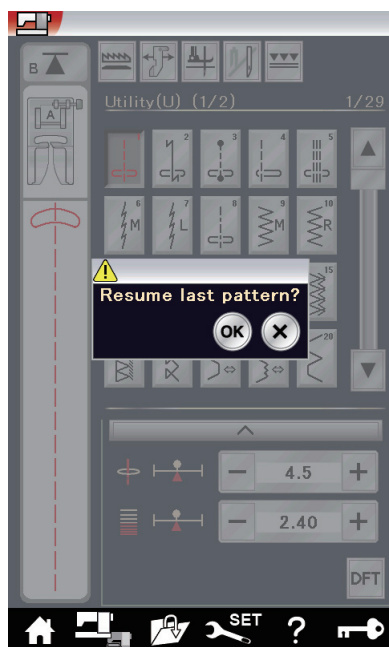 B
Utility(U) (1/2) 1/29
A
2 3 4 5
6 M 7 L 8 9 M 10 R
Resume last pattern?
OK X
15
20
4.5
2.40
DFT
SET ?